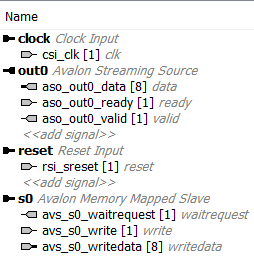 Name
clock Clock Input
csi_clk [1] clk
out0 Avalon Streaming Source
aso_out0_data [8] data
aso_out0_ready [1] ready
aso_out0_valid [1] valid
<<add signal>>
reset Reset Input
rsi_sreset [1] reset
<<add signal>>
s0 Avalon Memory Mapped Slave
avs_s0_waitrequest [1] waitrequest
avs_s0_write [1] write
avs_s0_writedata [8] writedata